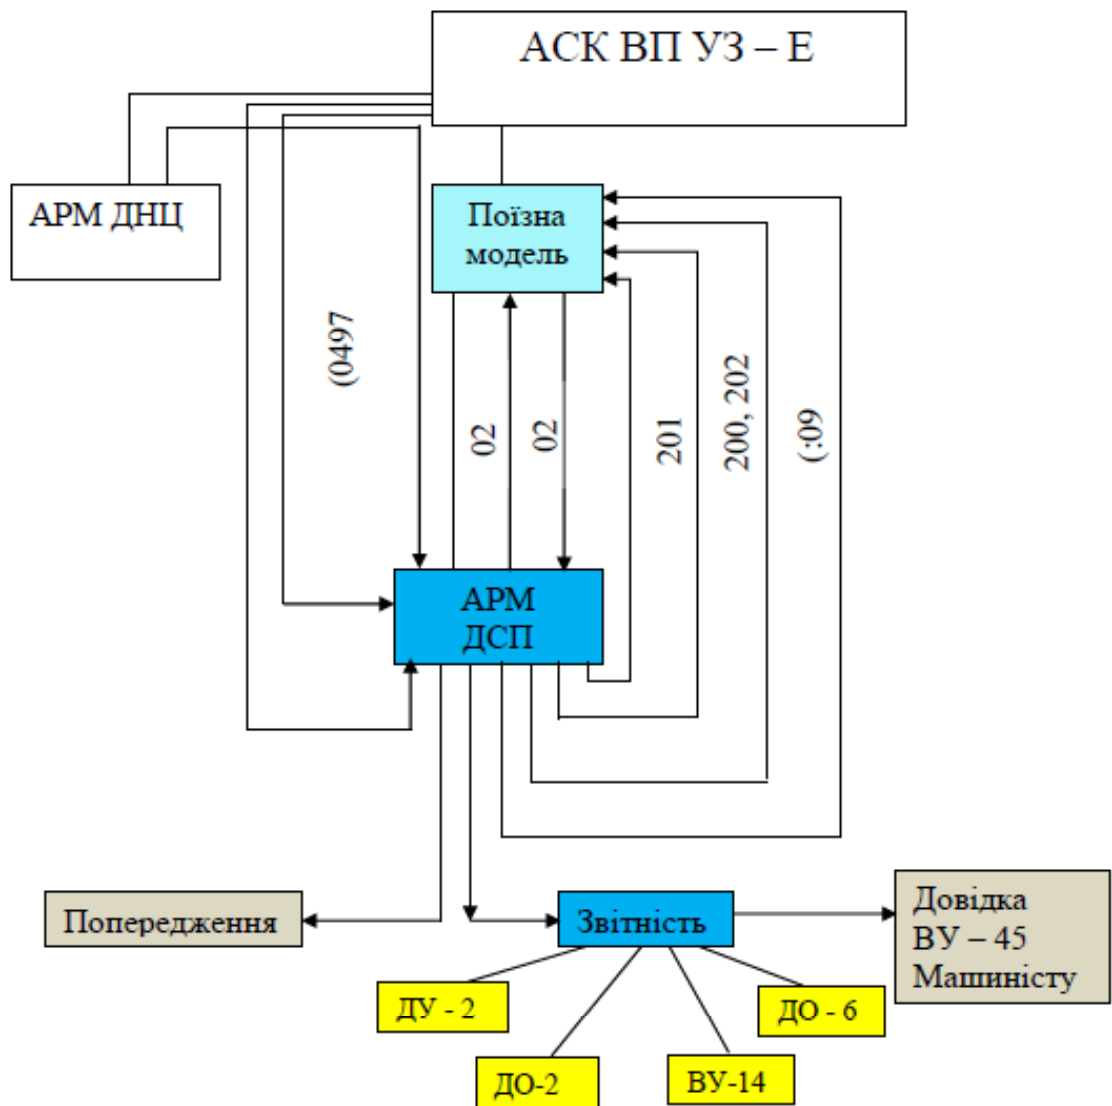 АСК ВП УЗ – Е
АРМ ДНЦ
Поїзна
модель
(0497
02
02
201
200, 202
(:09
АРМ
ДСП
Попередження
Звітність
Довідка
ВУ – 45
Машиністу
ДУ - 2
ДО - 6
ДО-2
ВУ-14